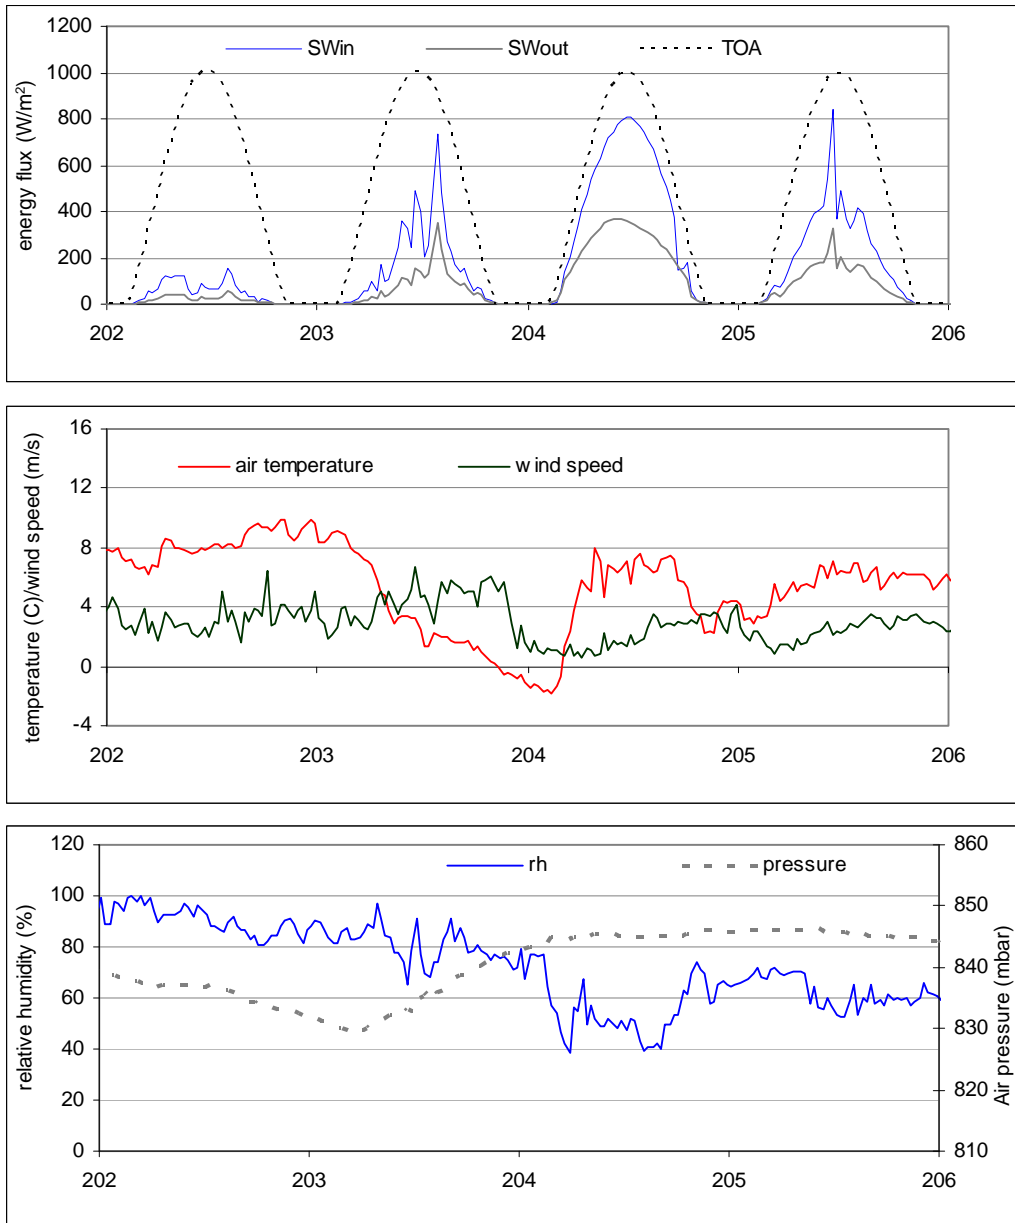 1200
SWin SWout TOA
1000
800
600
400
200
0
energy flux (W/m²)
202 203 204 205 206
16
air temperature wind speed
12
8
4
0
-4
temperature (C)/wind speed (m/s)
202 203 204 205 206
120 860
rh pressure
100 850
80
840
60
830
40
20 820
0 810
relative humidity (%)
Air pressure (mbar)
202 203 204 205 206